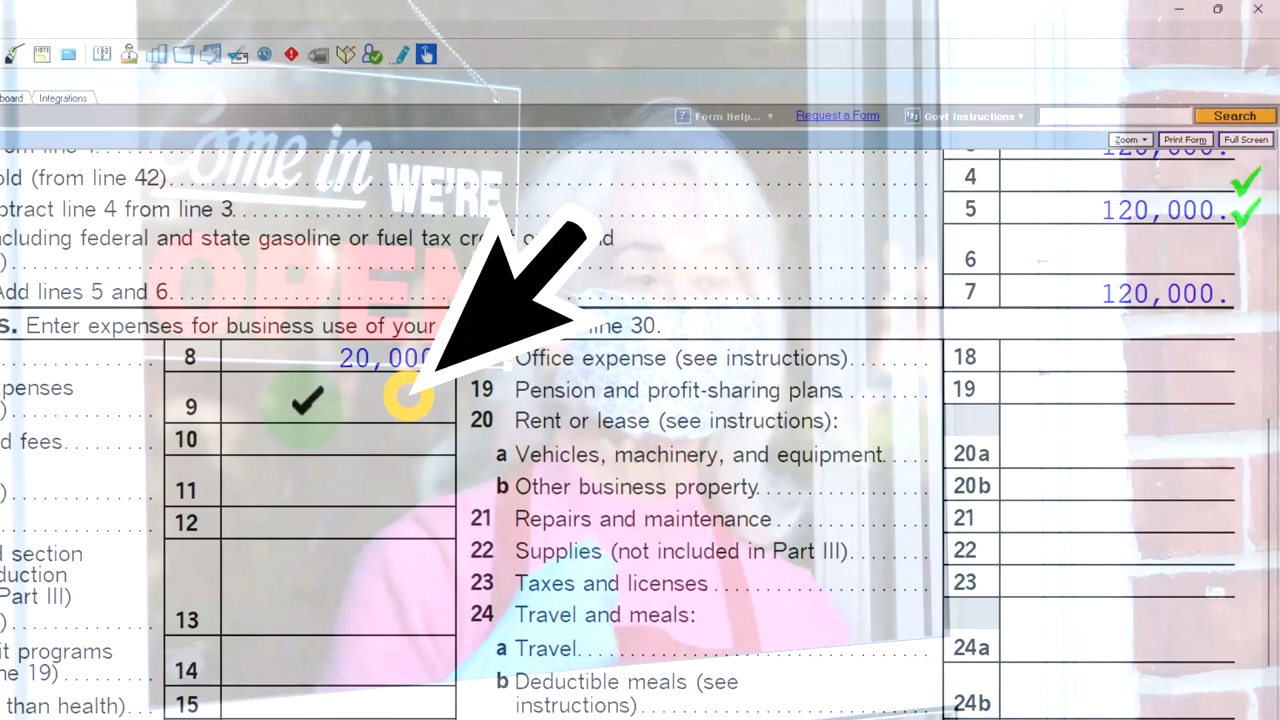 board
Integrations
Come in
WE'RE
OPEN
Form Help...
Request a Form
Govt Instructions
Search
Zoom
Print Form
Full Screen
120,000.
old (from line 42)
4
btract line 4 from line 3.
5
120,000.
ncluding federal and state gasoline or fuel tax
)
6
Add lines 5 and 6
7
120,000.
s. Enter expenses for business use of your
line 30.
8
20,000
Office expense (see instructions)
18
xpenses
)
9
19 Pension and profit-sharing plans
19
20 Rent or lease (see instructions):
d fees
10
a Vehicles, machinery, and equipment
20a
)
11
b Other business property
20b
12
21 Repairs and maintenance
21
d section
duction
Part III)
)
13
22 Supplies (not included in Part III)
22
23 Taxes and licenses
23
24 Travel and meals:
it programs
ne 19)
14
a Travel
24a
than health)
15
b Deductible meals (see
instructions)
24b